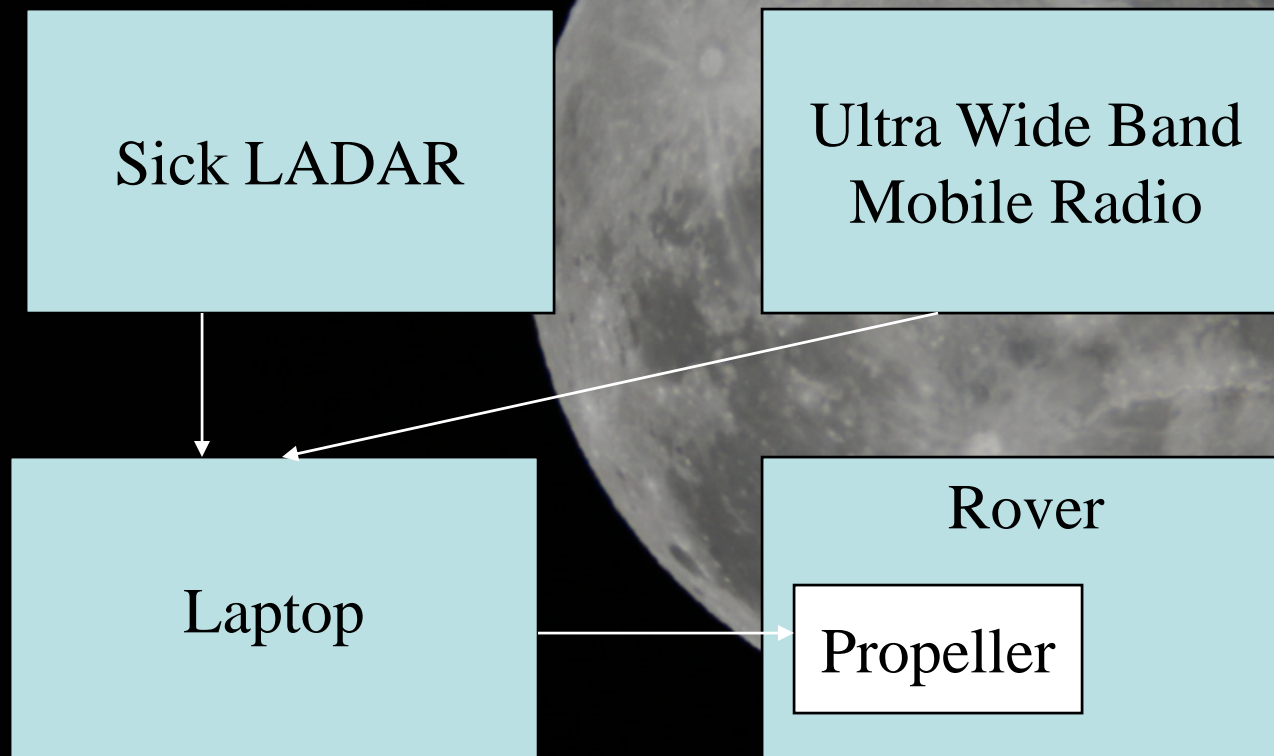 Sick LADAR
Ultra Wide Band
Mobile Radio
Laptop
Rover
Propeller